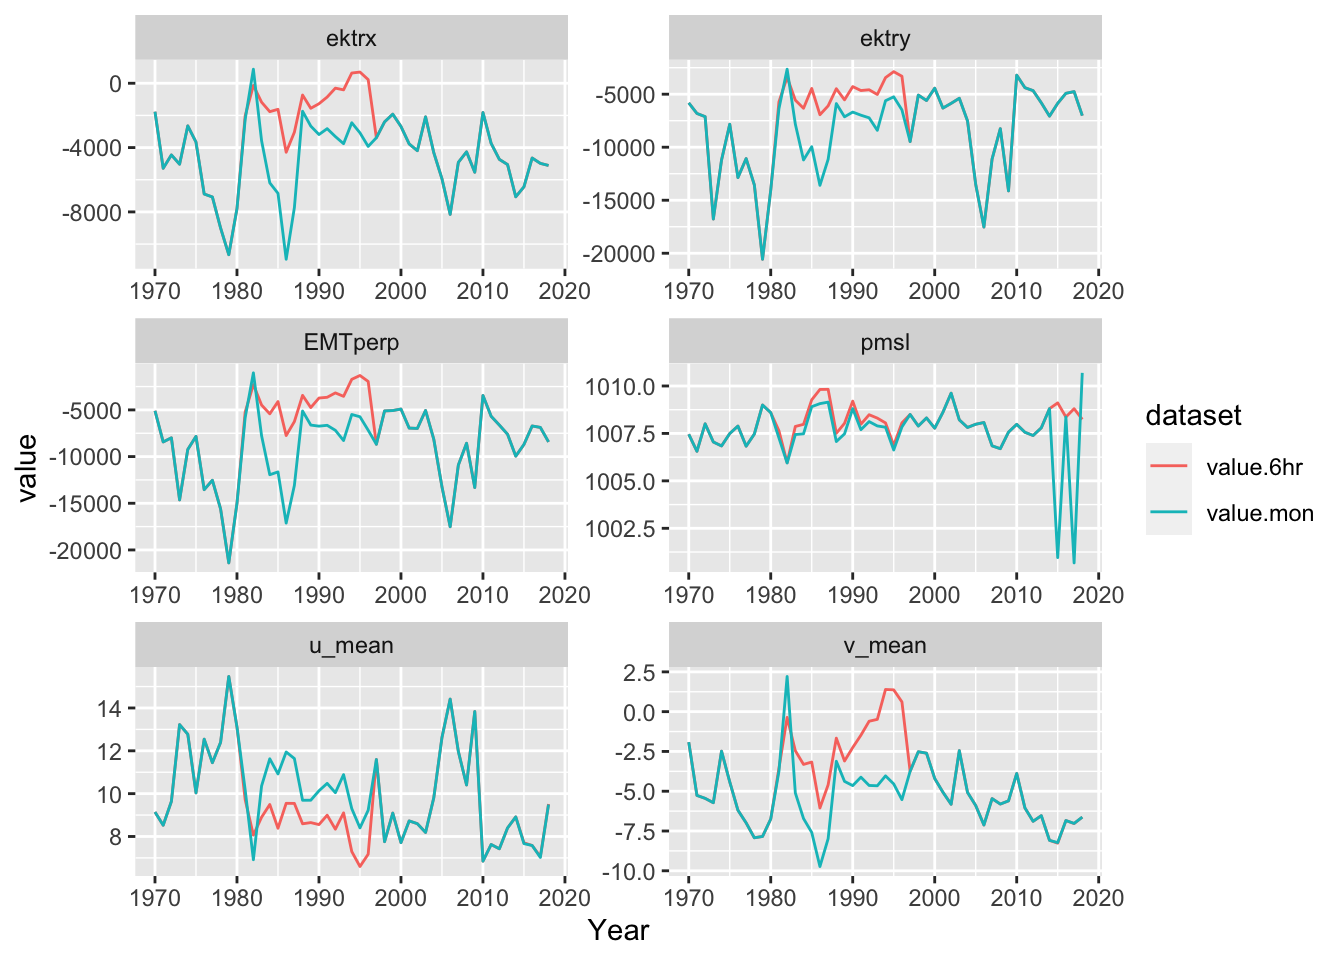 ektrx
ektry
0
-4000
-8000
-5000
-10000
-15000
-20000
1970 1980 1990 2000 2010 2020
1970 1980 1990 2000 2010 2020
EMTperp
pmsl
-5000
-10000
-15000
-20000
1010.0
1007.5
1005.0
1002.5
1970 1980 1990 2000 2010 2020
1970 1980 1990 2000 2010 2020
u_mean
v_mean
14
12
10
8
2.5
0.0
-2.5
-5.0
-7.5
-10.0
1970 1980 1990 2000 2010 2020
1970 1980 1990 2000 2010 2020
value
Year
dataset
value.6hr
value.mon